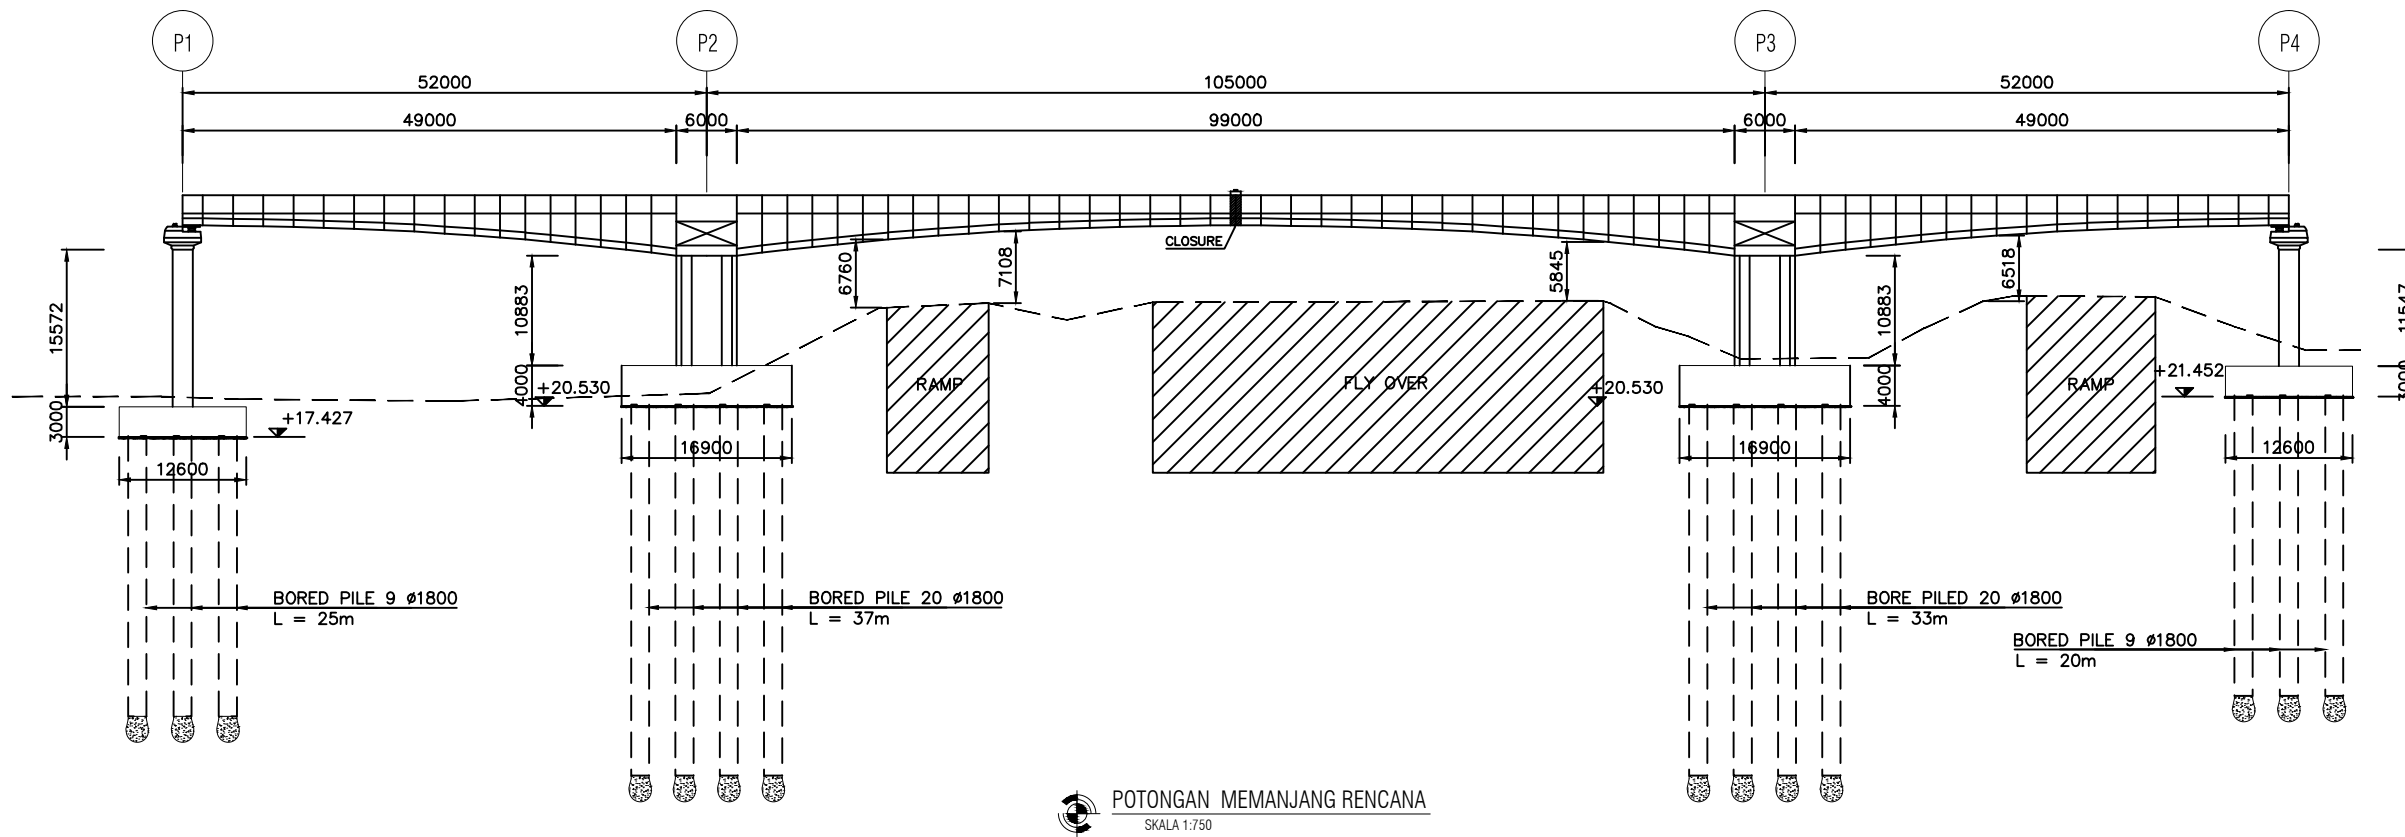 P1
P2
P3
P4
52000
105000
52000
49000
6000
99000
6000
49000
CLOSURE
6760
7108
5845
6518
15572
10883
10883
11547
3000
4000
4000
3000
+17.427
+20.530
+20.530
+21.452
RAMP
FLY OVER
RAMP
12600
16900
16900
12600
BORED PILE 9 ø1800
L = 25m
BORED PILE 20 ø1800
L = 37m
BORE PILED 20 ø1800
L = 33m
BORED PILE 9 ø1800
L = 20m
POTONGAN MEMANJANG RENCANA
SKALA 1:750